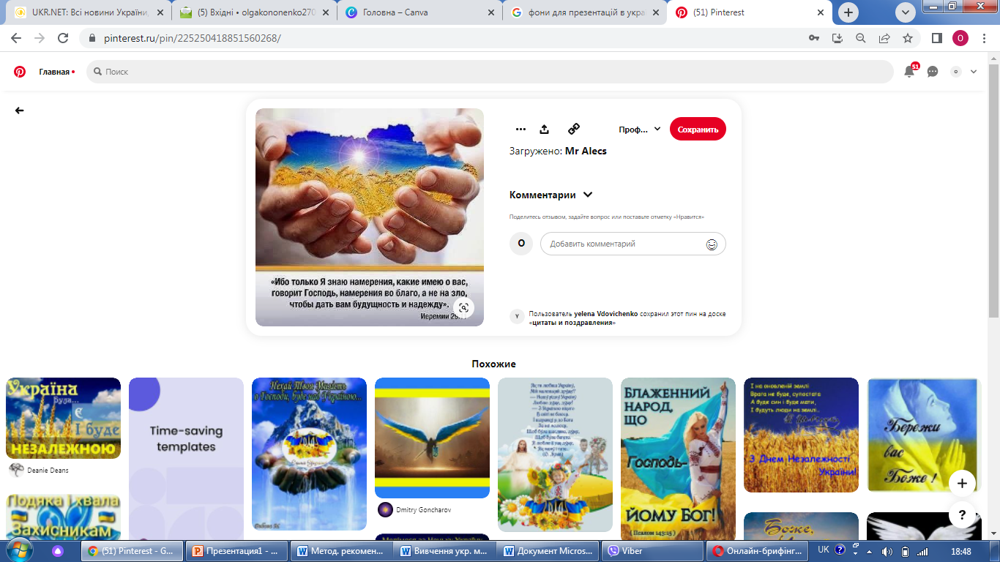 UKR.NET: Всі новини України,
(5) Вхідні • olgakononenko270
Головна – Canva
фони для презентацій в укра
(51) Pinterest
pinterest.ru/pin/225250418851560268/
O
Главная
Поиск
51
Проф...
Сохранить
Загружено: Mr Alecs
Комментарии
Поделитесь отзывом, задайте вопрос или поставьте отметку «Нравится»
O
Добавить комментарий
«Ибо только Я знаю намерения, какие имею о вас,
говорит Господь, намерения во благо, а не на зло,
чтобы дать вам будущность и надежду».
Иеремии
Y
Пользователь yelena Vdovichenko сохранил этот пин на доске
«цитаты и поздравления»
Похожие
Україна
Була...
І буде
НЕЗАЛЕЖНОЮ
Deanie Deans
Подяка і хвала
Захисникам
Time-saving
templates
Нехай Твоя Милість
о Господи, буде над Україною...
2014
Dmitry Goncharov
2014
БЛАЖЕННИЙ
НАРОД,
ЩО
Господь-
ЙОМУ БОГ!
(Псалом 143:15)
І на оновленій землі
Врага не буде, супостата
А буде син і буде мати,
І будуть люди на землі...
З Днем Незалежності
України!
Бережи
вас
Боже !
Боже,
+
?
(51) Pinterest - G...
Презентация1 - ...
Метод. рекомен...
Вивчення укр. м...
Документ Micros...
Viber
Онлайн-брифінг...
UK
18:48